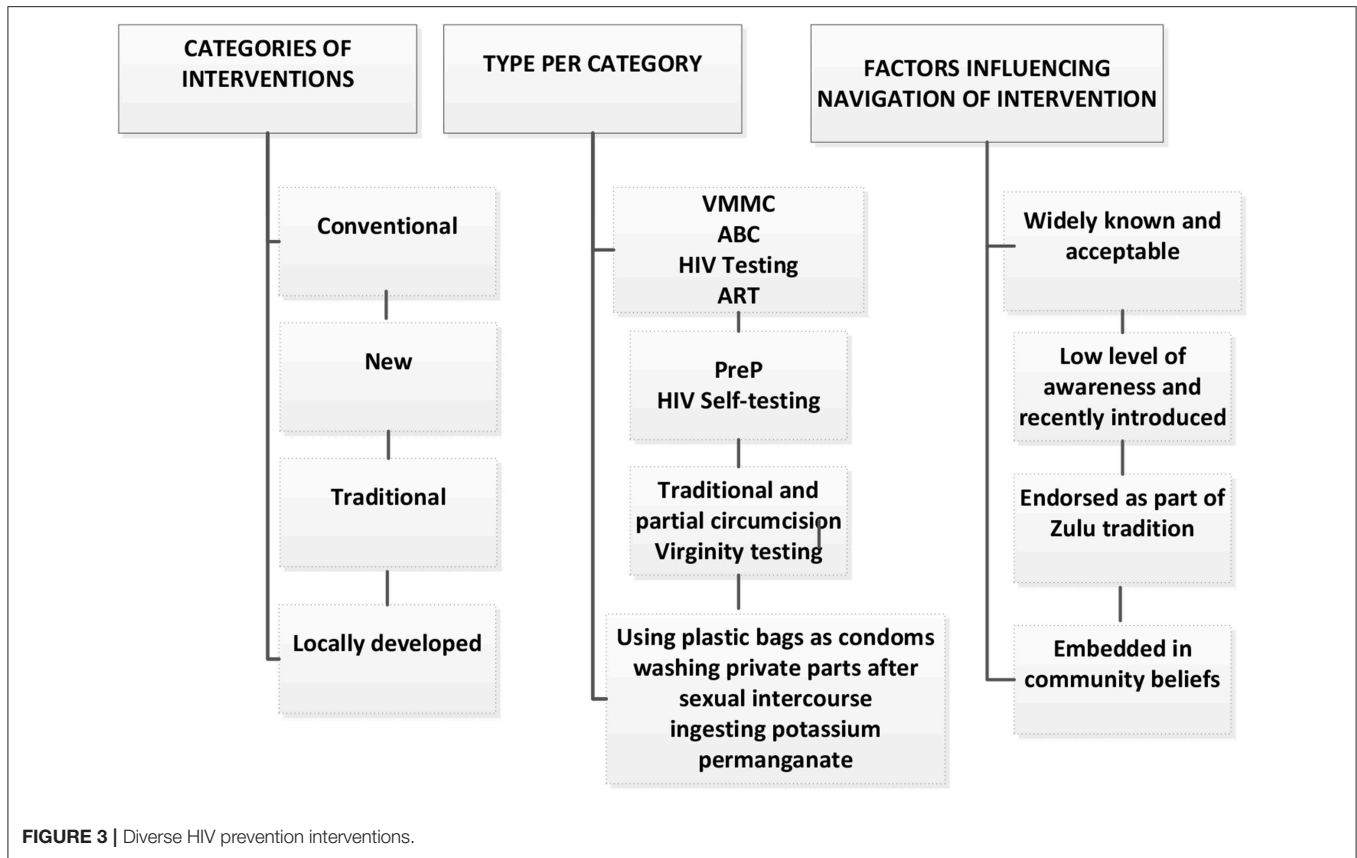 CATEGORIES OF
INTERVENTIONS
Conventional
New
Traditional
Locally developed
TYPE PER CATEGORY
VMMC
ABC
HIV Testing
ART
PreP
HIV Self-testing
Traditional and
partial circumcision
Virginity testing
Using plastic bags as condoms
washing private parts after
sexual intercourse
ingesting potassium
permanganate
FACTORS INFLUENCING
NAVIGATION OF INTERVENTION
Widely known and
acceptable
Low level of
awareness and
recently introduced
Endorsed as part of
Zulu tradition
Embedded in
community beliefs
FIGURE 3 | Diverse HIV prevention interventions.